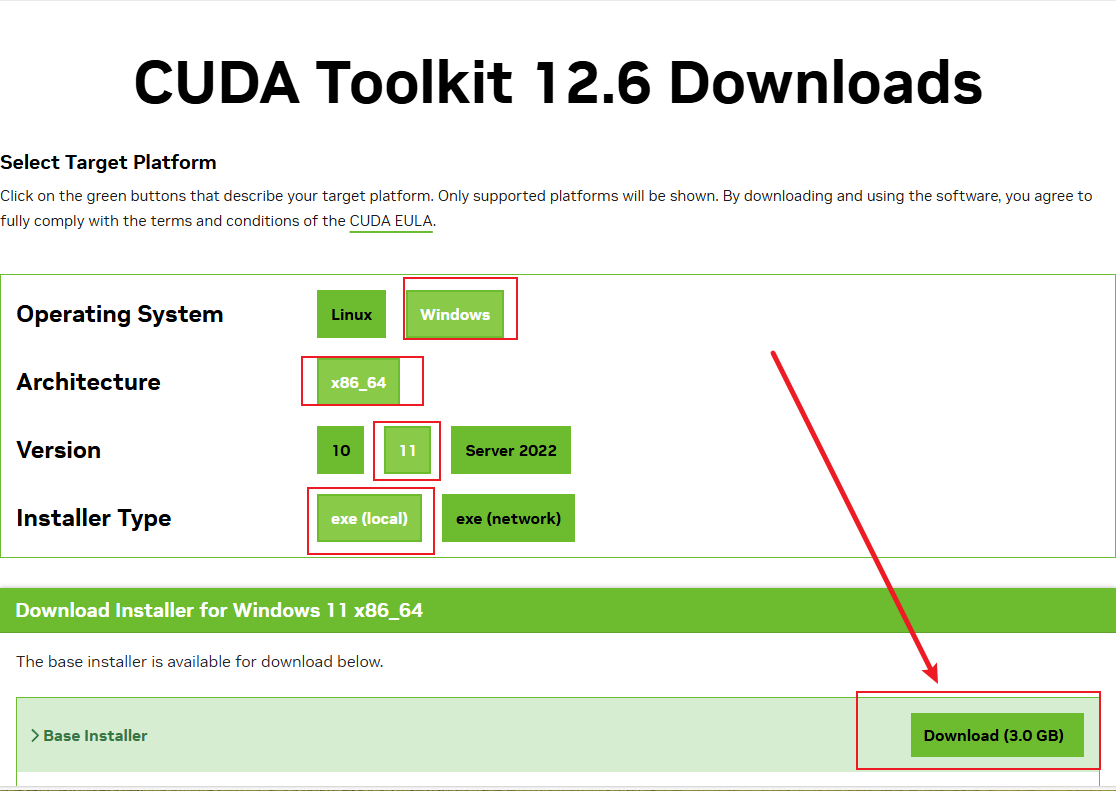 CUDA Toolkit 12.6 Downloads
Select Target Platform
Click on the green buttons that describe your target platform. Only supported platforms will be shown. By downloading and using the software, you agree to
fully comply with the terms and conditions of the CUDA EULA.
Operating System Linux Windows
Architecture x86_64
Version 10 11 Server 2022
Installer Type exe (local) exe (network)
Download Installer for Windows 11 x86_64
The base installer is available for download below.
Base Installer Download (3.0 GB)